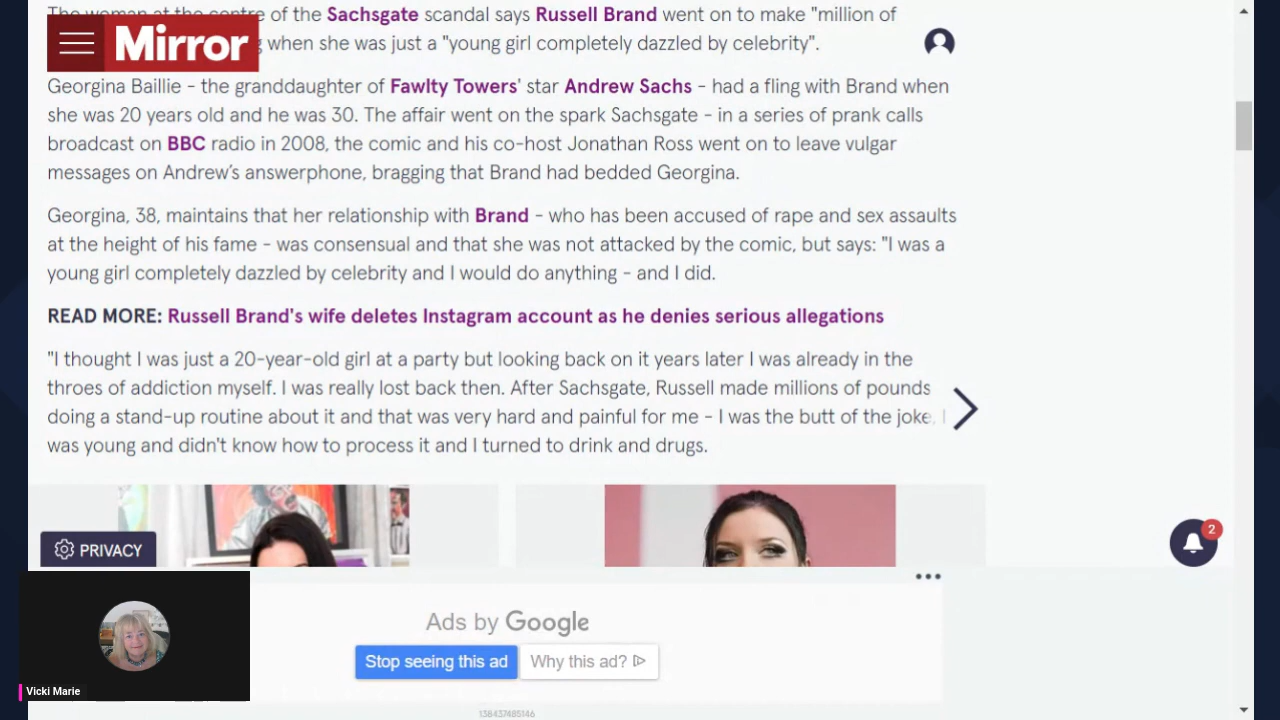 The woman at the centre of the Sachsgate scandal says Russell Brand went on to make "million of
Mirror
when she was just a "young girl completely dazzled by celebrity".
Georgina Baillie - the granddaughter of Fawlty Towers' star Andrew Sachs - had a fling with Brand when
she was 20 years old and he was 30. The affair went on the spark Sachsgate - in a series of prank calls
broadcast on BBC radio in 2008, the comic and his co-host Jonathan Ross went on to leave vulgar
messages on Andrew’s answerphone, bragging that Brand had bedded Georgina.
Georgina, 38, maintains that her relationship with Brand - who has been accused of rape and sex assaults
at the height of his fame - was consensual and that she was not attacked by the comic, but says: "I was a
young girl completely dazzled by celebrity and I would do anything - and I did.
READ MORE: Russell Brand's wife deletes Instagram account as he denies serious allegations
"I thought I was just a 20-year-old girl at a party but looking back on it years later I was already in the
throes of addiction myself. I was really lost back then. After Sachsgate, Russell made millions of pounds
doing a stand-up routine about it and that was very hard and painful for me - I was the butt of the joke, I
was young and didn't know how to process it and I turned to drink and drugs.
PRIVACY
2
Ads by Google
Stop seeing this ad
Why this ad?
Vicki Marie
138437485146